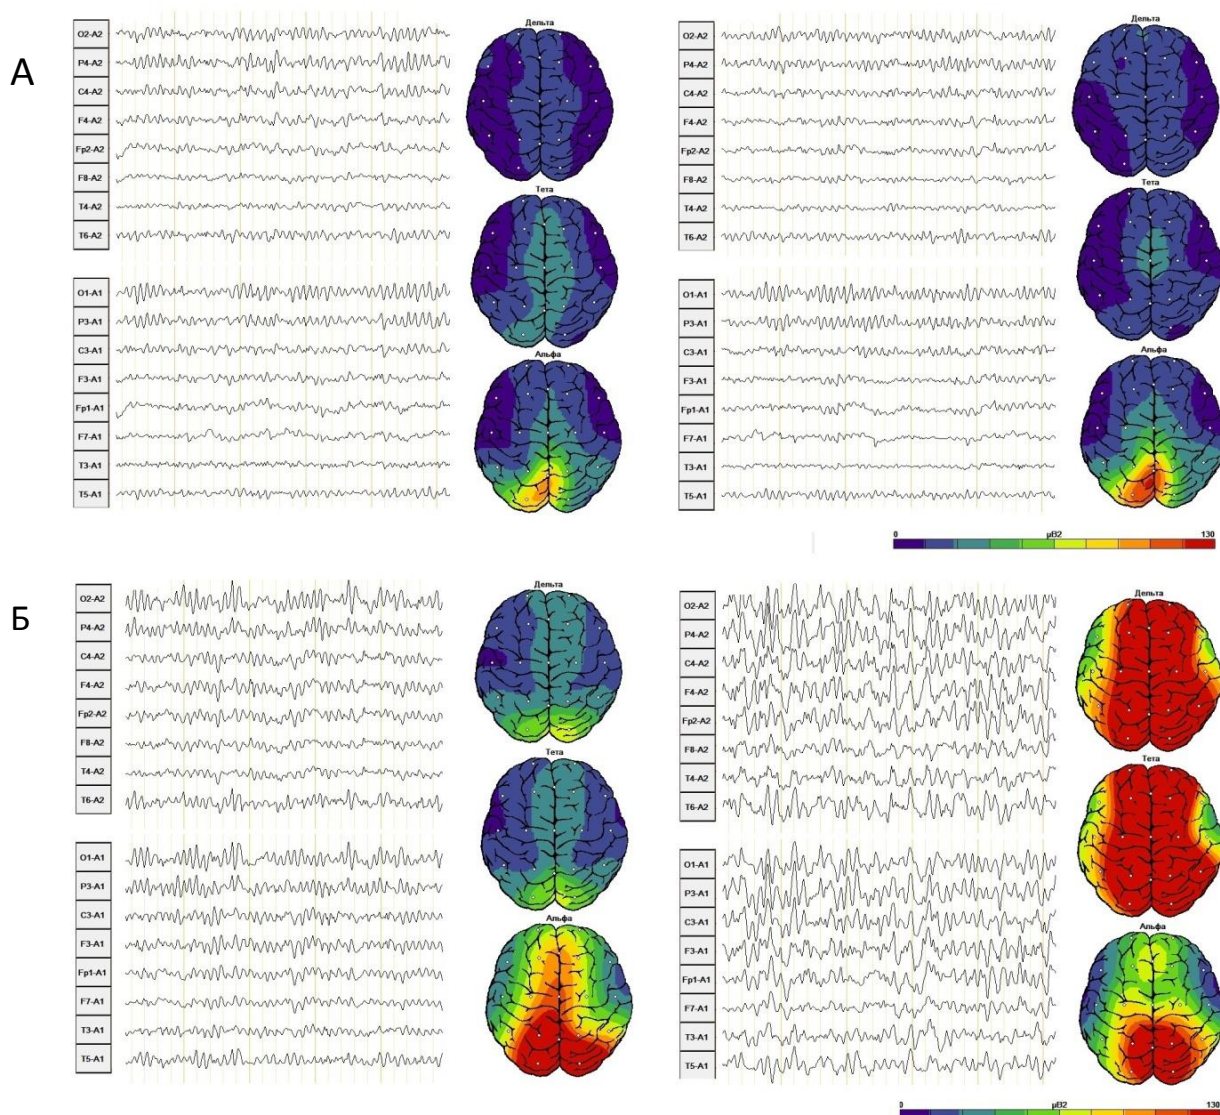 А
O2-A2
P4-A2
C4-A2
F4-A2
Fp2-A2
F8-A2
T4-A2
T6-A2
O1-A1
P3-A1
C3-A1
F3-A1
Fp1-A1
F7-A1
T3-A1
T5-A1
Дельта
Тета
Альфа
O2-A2
P4-A2
C4-A2
F4-A2
Fp2-A2
F8-A2
T4-A2
T6-A2
O1-A1
P3-A1
C3-A1
F3-A1
Fp1-A1
F7-A1
T3-A1
T5-A1
Дельта
Тета
Альфа
0 µВ2 130
Б
O2-A2
P4-A2
C4-A2
F4-A2
Fp2-A2
F8-A2
T4-A2
T6-A2
O1-A1
P3-A1
C3-A1
F3-A1
Fp1-A1
F7-A1
T3-A1
T5-A1
Дельта
Тета
Альфа
O2-A2
P4-A2
C4-A2
F4-A2
Fp2-A2
F8-A2
T4-A2
T6-A2
O1-A1
P3-A1
C3-A1
F3-A1
Fp1-A1
F7-A1
T3-A1
T5-A1
Дельта
Тета
Альфа
0 µВ2 130